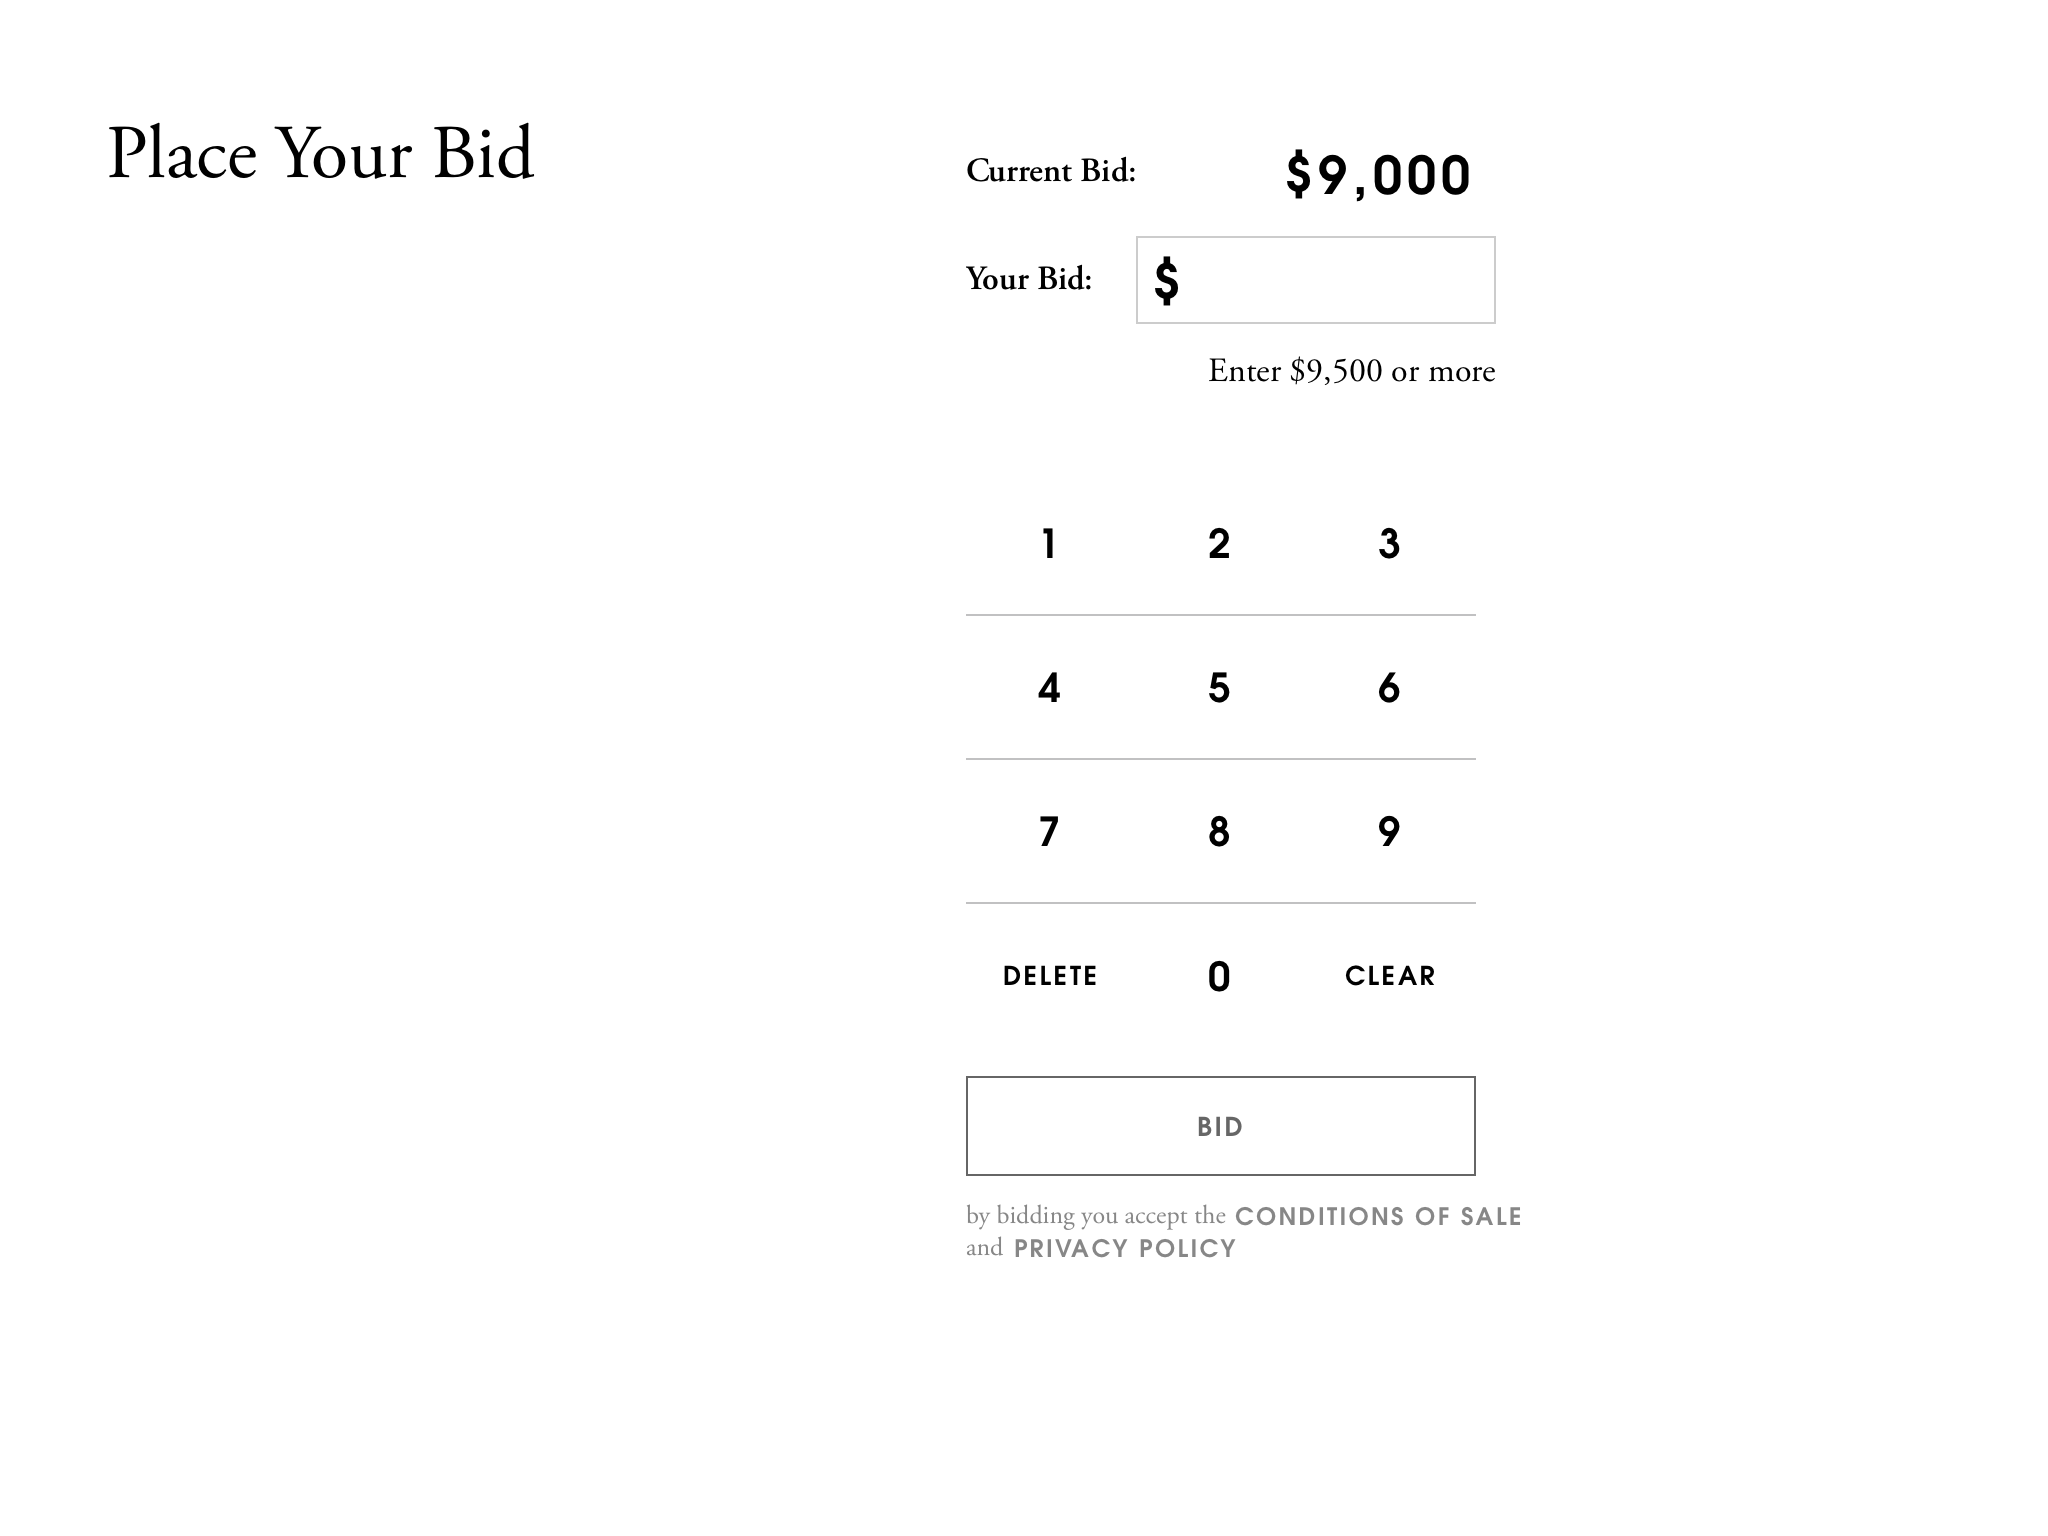 Place Your Bid
Current Bid: $9,000
Your Bid: $
Enter $9,500 or more
1 2 3
4 5 6
7 8 9
DELETE 0 CLEAR
BID
by bidding you accept the CONDITIONS OF SALE
and PRIVACY POLICY